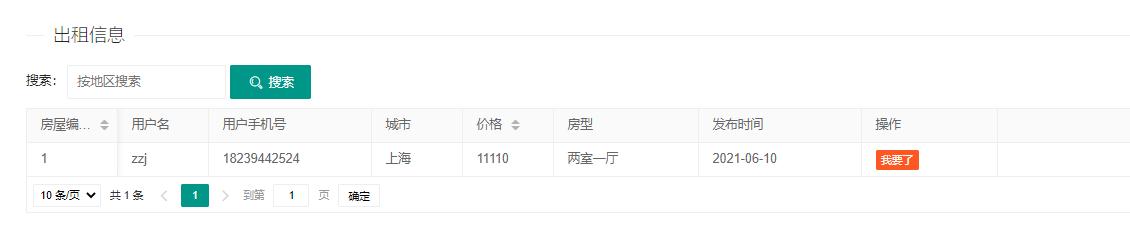 出租信息
搜索： 按地区搜索 搜索
房屋编... 用户名 用户手机号 城市 价格 房型 发布时间 操作
1 zzj 18239442524 上海 11110 两室一厅 2021-06-10 我要了
10 条/页 共 1 条 1 到第 1 页 确定